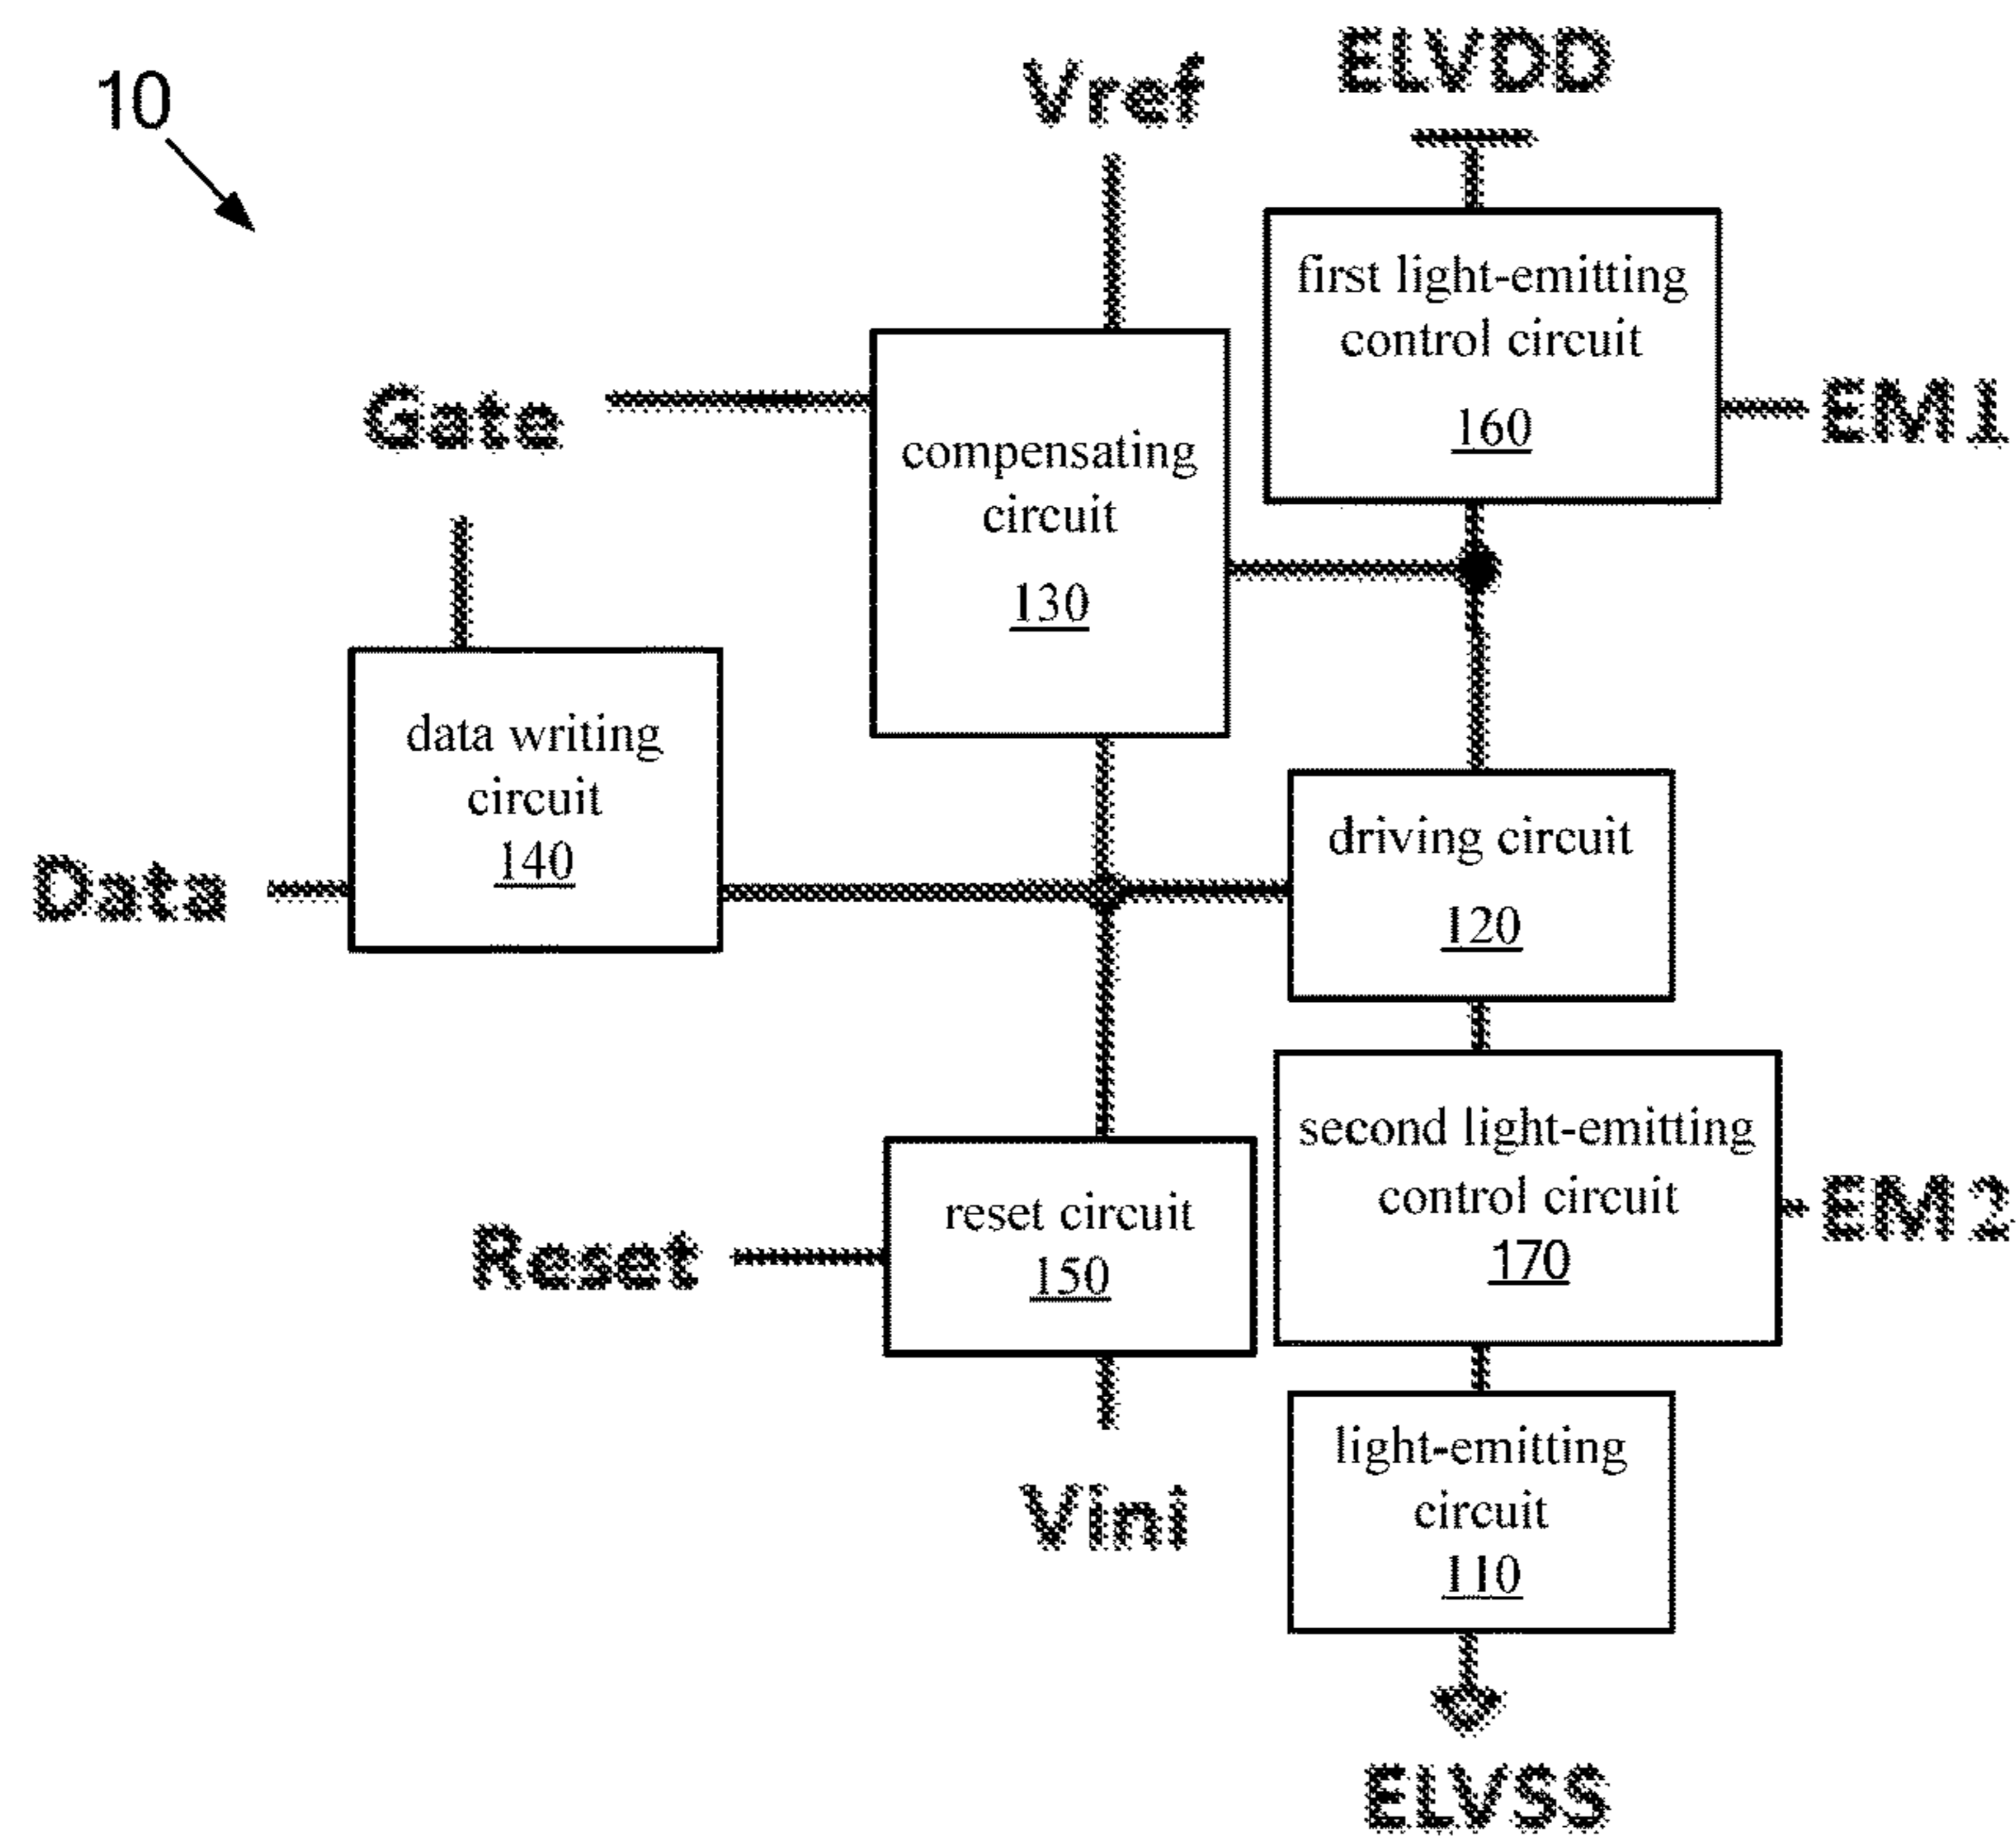 10
Vref
ELVDD
first light-emitting
control circuit
160
EM1
Gate
compensating
circuit
130
data writing
circuit
140
Data
driving circuit
120
second light-emitting
control circuit
170
EM2
Reset
reset circuit
150
Vini
light-emitting
circuit
110
ELVSS